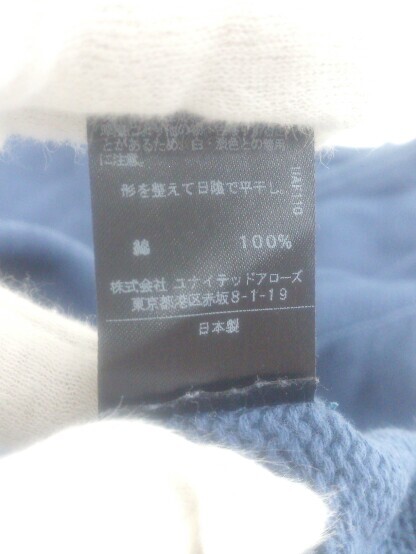 とがあるため、白・淡色との着用
に注意。
形を整えて日陰で平干し。
UAF110
綿 100%
株式会社 ユナイテッドアローズ
東京都港区赤坂8-1-19
日本製